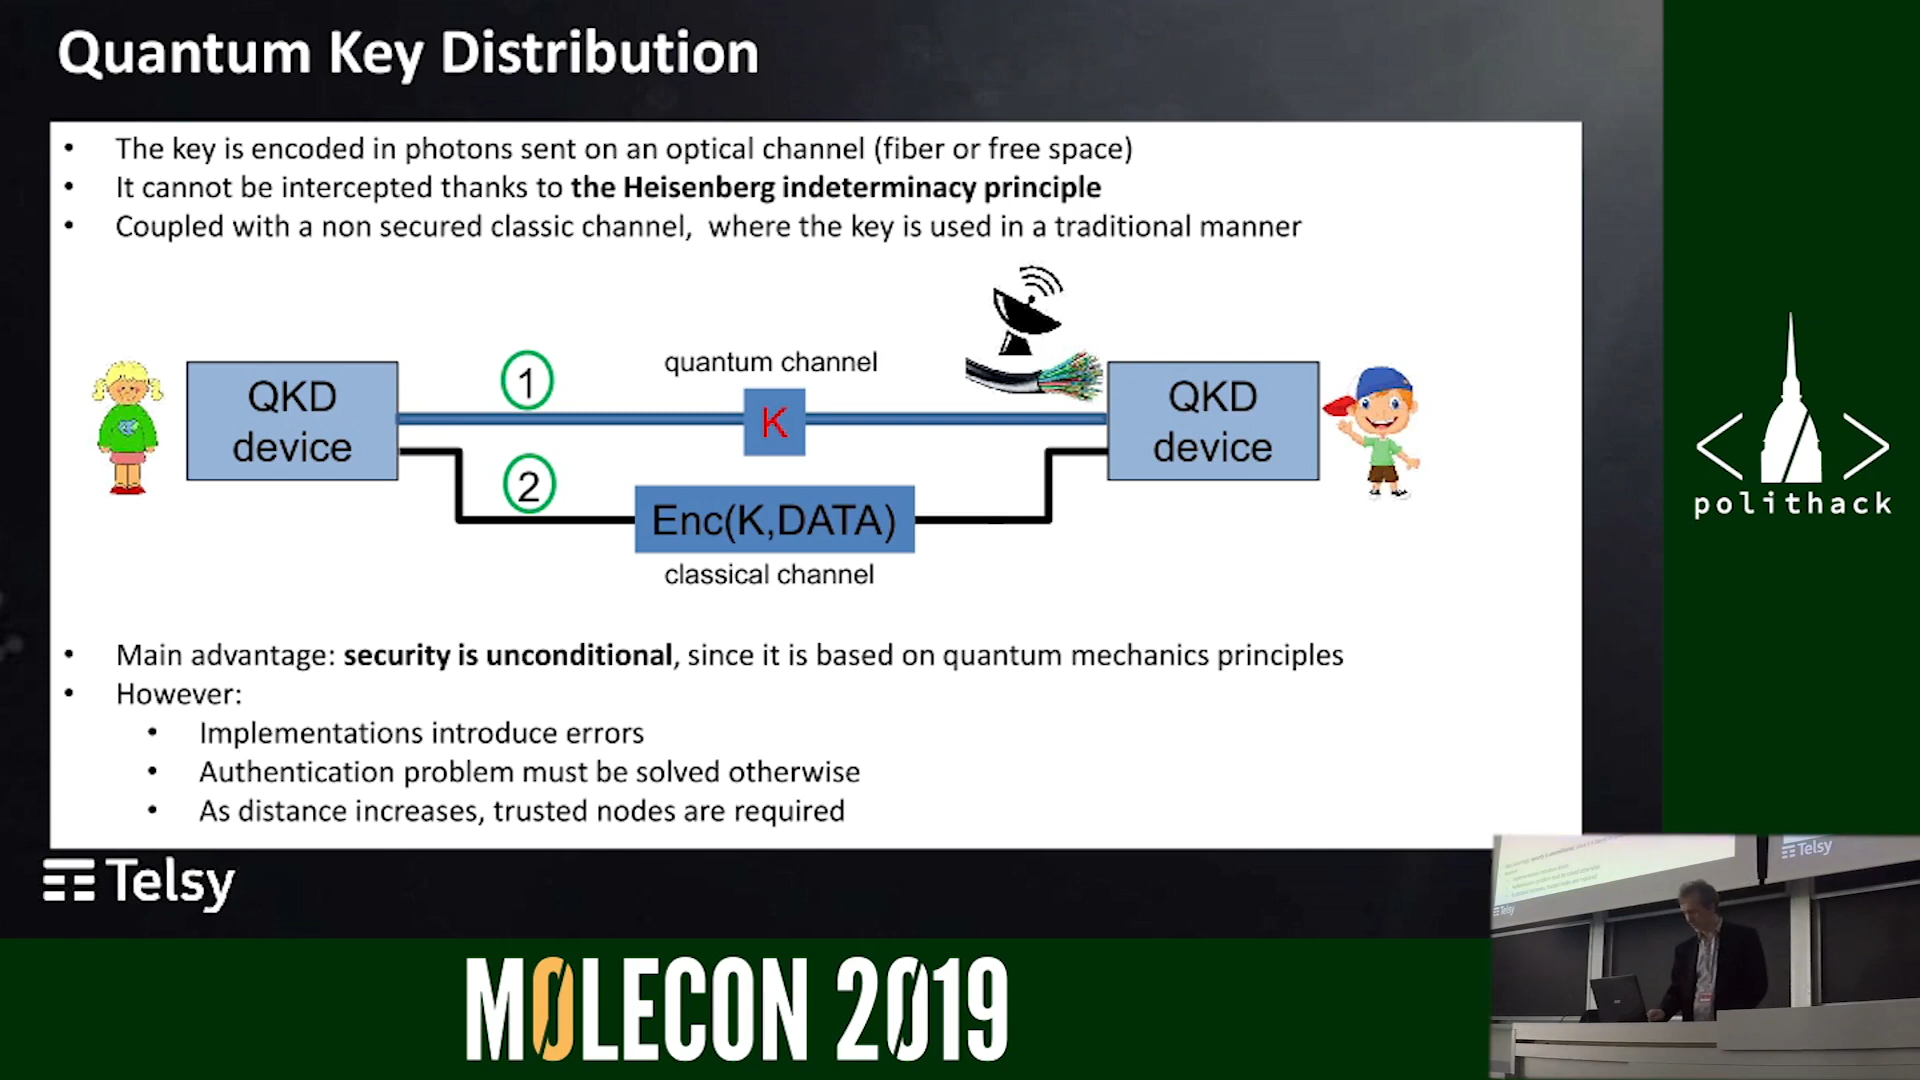 Quantum Key Distribution
• The key is encoded in photons sent on an optical channel (fiber or free space)
• It cannot be intercepted thanks to the Heisenberg indeterminacy principle
• Coupled with a non secured classic channel, where the key is used in a traditional manner
quantum channel
1
QKD device
K
QKD device
2
Enc(K,DATA)
classical channel
• Main advantage: security is unconditional, since it is based on quantum mechanics principles
• However:
• Implementations introduce errors
• Authentication problem must be solved otherwise
• As distance increases, trusted nodes are required
Telsy
polithack
MOLECON 2019
Telsy
Telsy